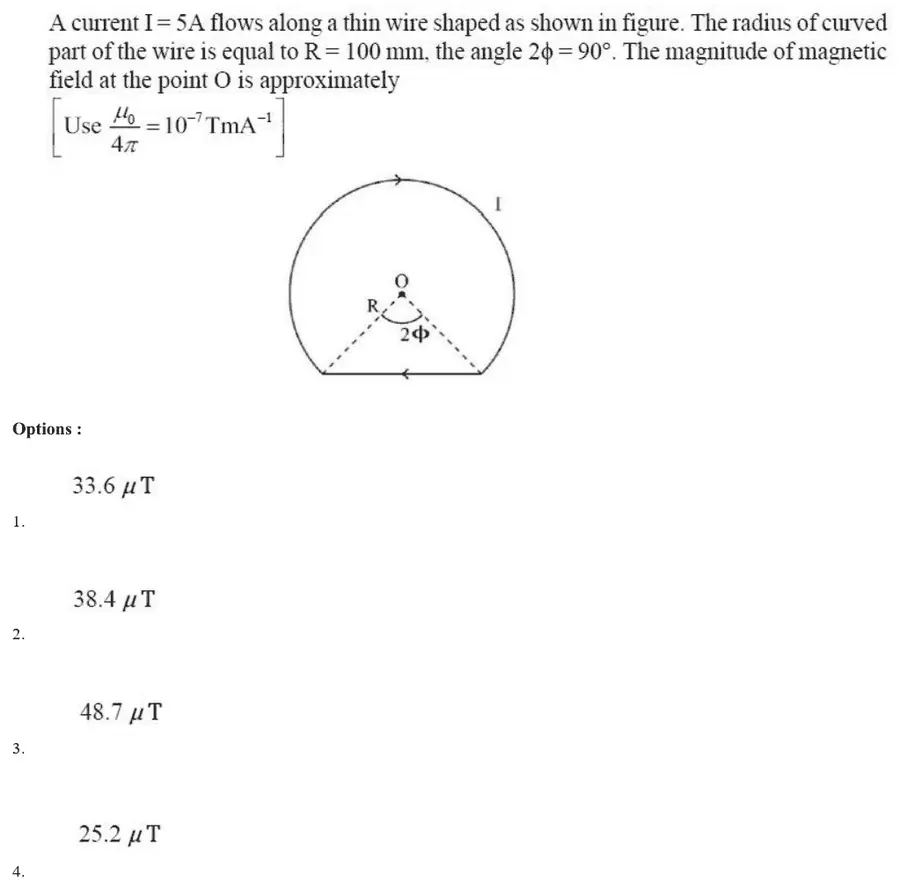 A current I = 5A flows along a thin wire shaped as shown in figure. The radius of curved
part of the wire is equal to R = 100 mm, the angle 2ϕ = 90°. The magnitude of magnetic
field at the point O is approximately
[Use μ₀/4π = 10⁻⁷ TmA⁻¹]
I
O
R
2ϕ
Options :
33.6 μT
1.
38.4 μT
2.
48.7 μT
3.
25.2 μT
4.